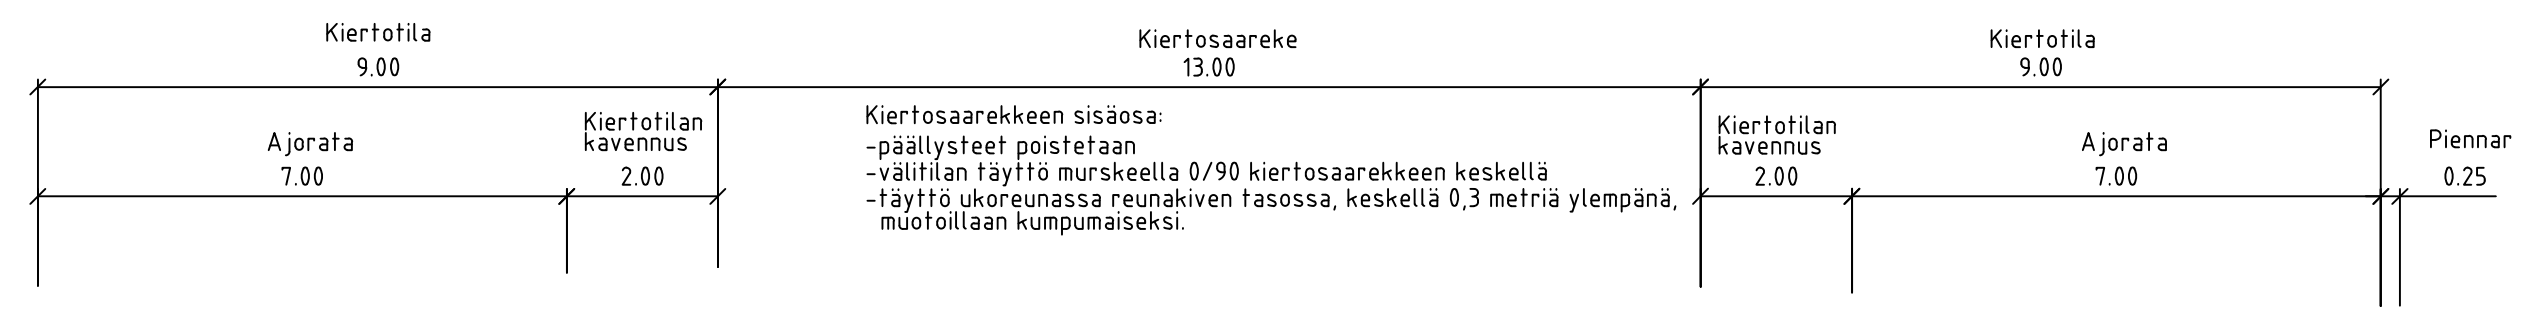 Kiertotila
9.00
Kiertosaareke
13.00
Kiertotila
9.00
Ajorata
7.00
Kiertotilan
kavennus
2.00
Kiertosaarekkeen sisäosa:
-päällysteet poistetaan
-välitilan täyttö murskeella 0/90 kiertosaarekkeen keskellä
-täyttö ukoreunassa reunakiven tasossa, keskellä 0,3 metriä ylempänä,
muotoillaan kumpumaiseksi.
Kiertotilan
kavennus
2.00
Ajorata
7.00
Piennar
0.25